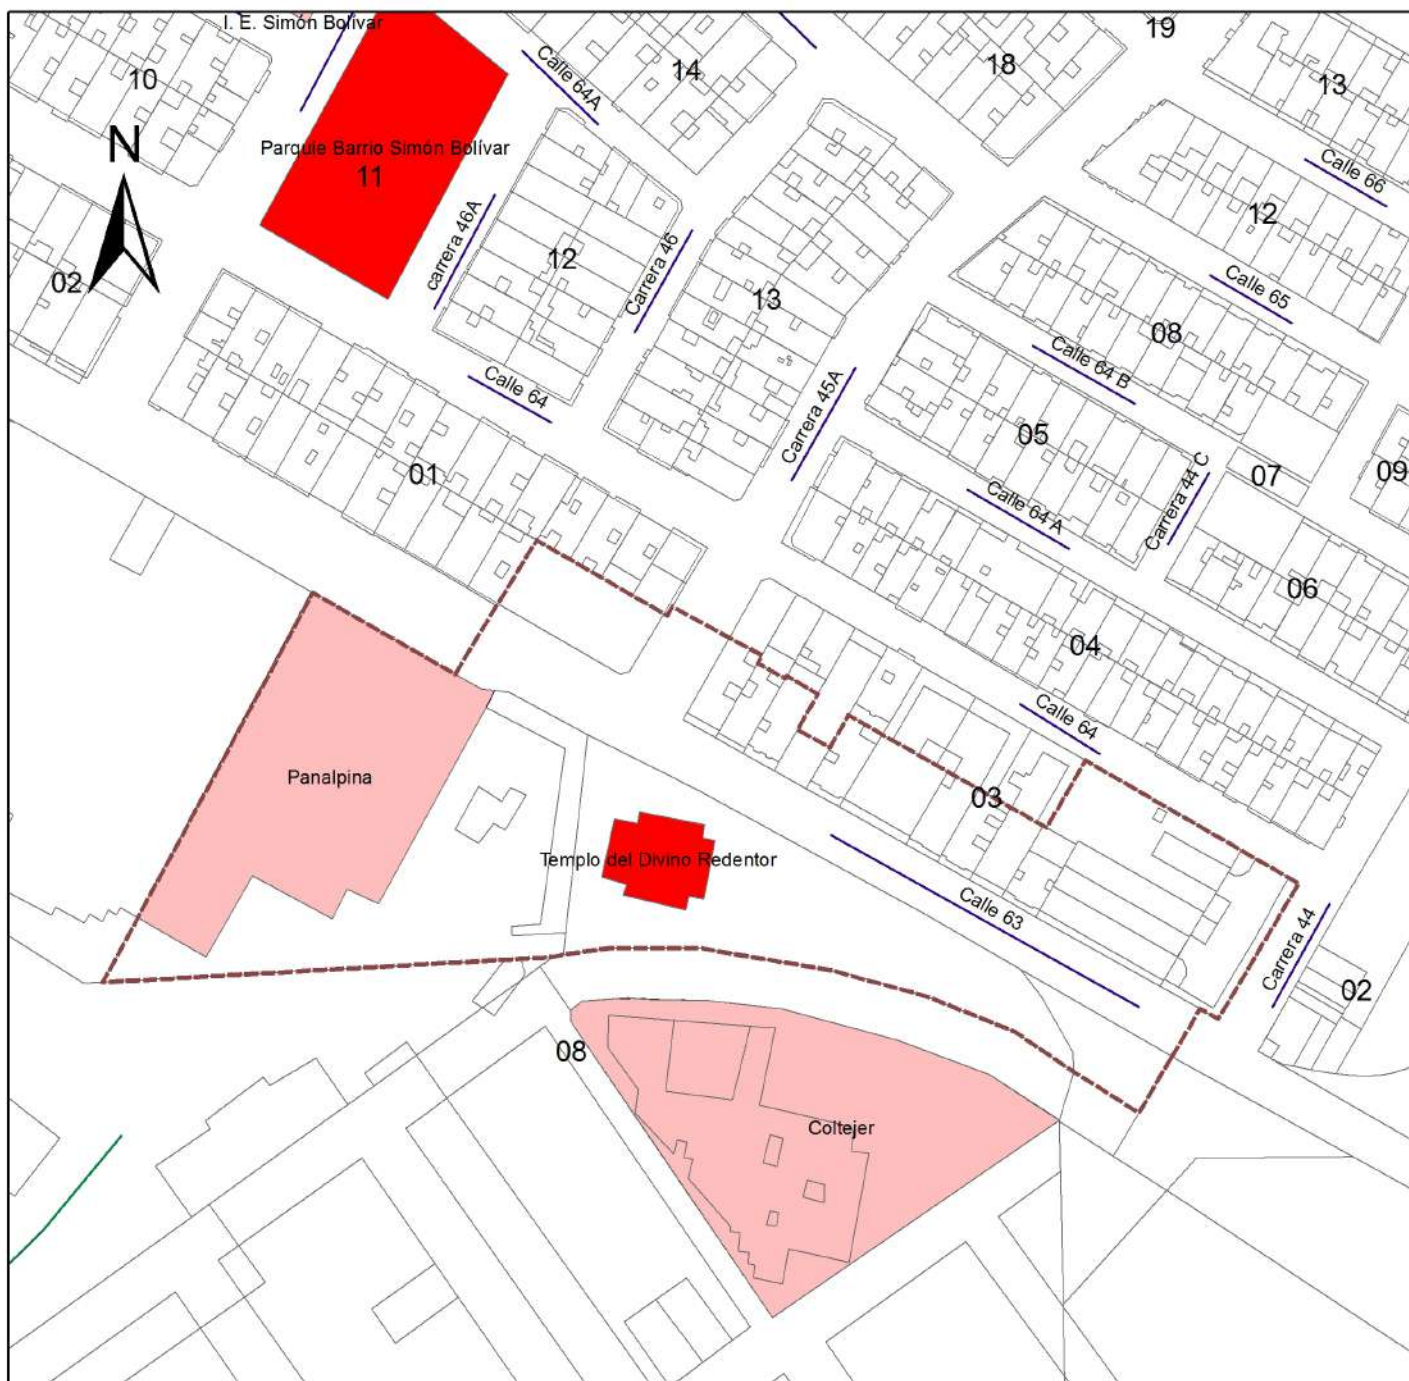 I. E. Simón Bolívar
19
10
14
Calle 64A
18
13
N
Parquie Barrio Simón Bolívar
11
Calle 66
12
carrera 46A
12
Carrera 46
02
13
Calle 65
08
Calle 64 B
Calle 64
Carrera 45A
05
01
07
09
Calle 64 A
Carrera 44 C
06
04
Calle 64
Panalpina
03
Templo del Divino Redentor
Calle 63
Carrera 44
02
08
Coltejer